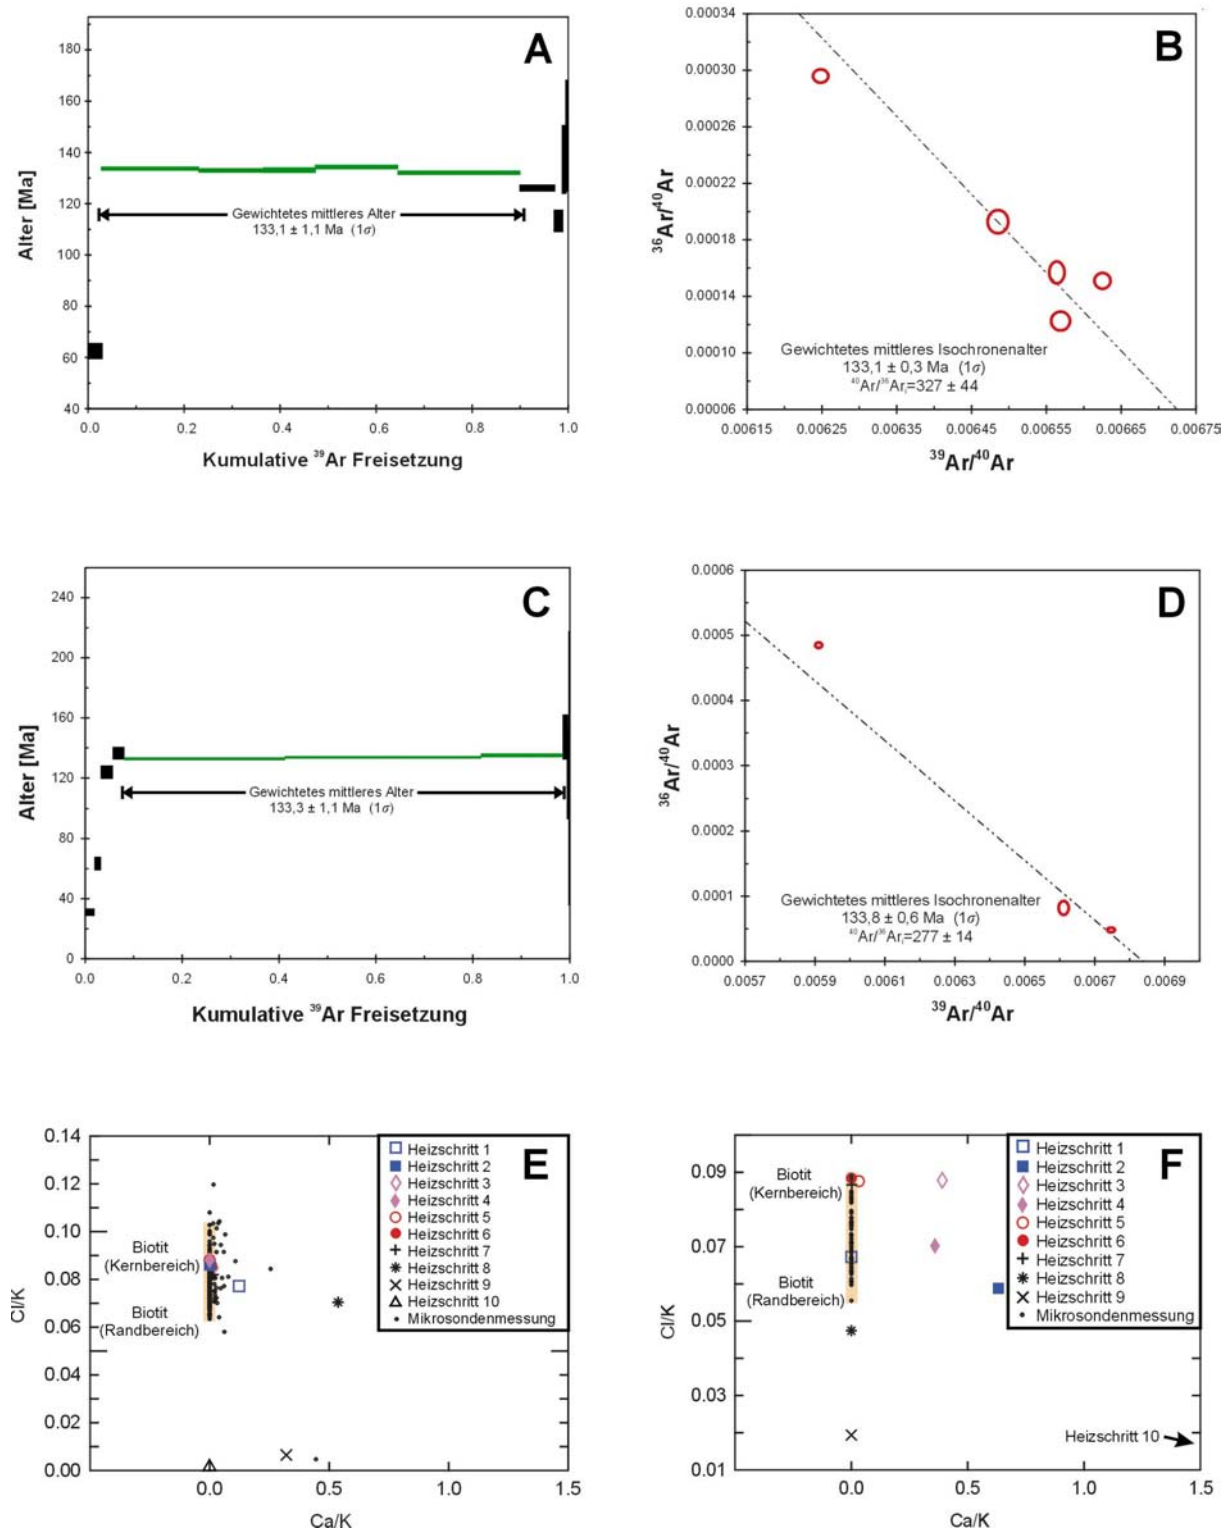 A
Alter [Ma]
180
160
140
120
100
80
60
40
Gewichtetes mittleres Alter
133,1 ± 1,1 Ma (1σ)
0.0 0.2 0.4 0.6 0.8 1.0
Kumulative ³⁹Ar Freisetzung
B
³⁶Ar/⁴⁰Ar
0.00034
0.00030
0.00026
0.00022
0.00018
0.00014
0.00010
0.00006
Gewichtetes mittleres Isochronenalter
133,1 ± 0,3 Ma (1σ)
⁴⁰Ar/³⁶Arᵢ=327 ± 44
0.00615 0.00625 0.00635 0.00645 0.00655 0.00665 0.00675
³⁹Ar/⁴⁰Ar
C
Alter [Ma]
240
200
160
120
80
40
0
Gewichtetes mittleres Alter
133,3 ± 1,1 Ma (1σ)
0.0 0.2 0.4 0.6 0.8 1.0
Kumulative ³⁹Ar Freisetzung
D
³⁶Ar/⁴⁰Ar
0.0006
0.0005
0.0004
0.0003
0.0002
0.0001
0.0000
Gewichtetes mittleres Isochronenalter
133,8 ± 0,6 Ma (1σ)
⁴⁰Ar/³⁶Arᵢ=277 ± 14
0.0057 0.0059 0.0061 0.0063 0.0065 0.0067 0.0069
³⁹Ar/⁴⁰Ar
E
Cl/K
0.14
0.12
0.10
0.08
0.06
0.04
0.02
0.00
Biotit
(Kernbereich)
Biotit
(Randbereich)
Heizschritt 1
Heizschritt 2
Heizschritt 3
Heizschritt 4
Heizschritt 5
Heizschritt 6
Heizschritt 7
Heizschritt 8
Heizschritt 9
Heizschritt 10
Mikrosondenmessung
0.0 0.5 1.0 1.5
Ca/K
F
Cl/K
0.09
0.07
0.05
0.03
0.01
Biotit
(Kernbereich)
Biotit
(Randbereich)
Heizschritt 1
Heizschritt 2
Heizschritt 3
Heizschritt 4
Heizschritt 5
Heizschritt 6
Heizschritt 7
Heizschritt 8
Heizschritt 9
Mikrosondenmessung
Heizschritt 10
0.0 0.5 1.0 1.5
Ca/K